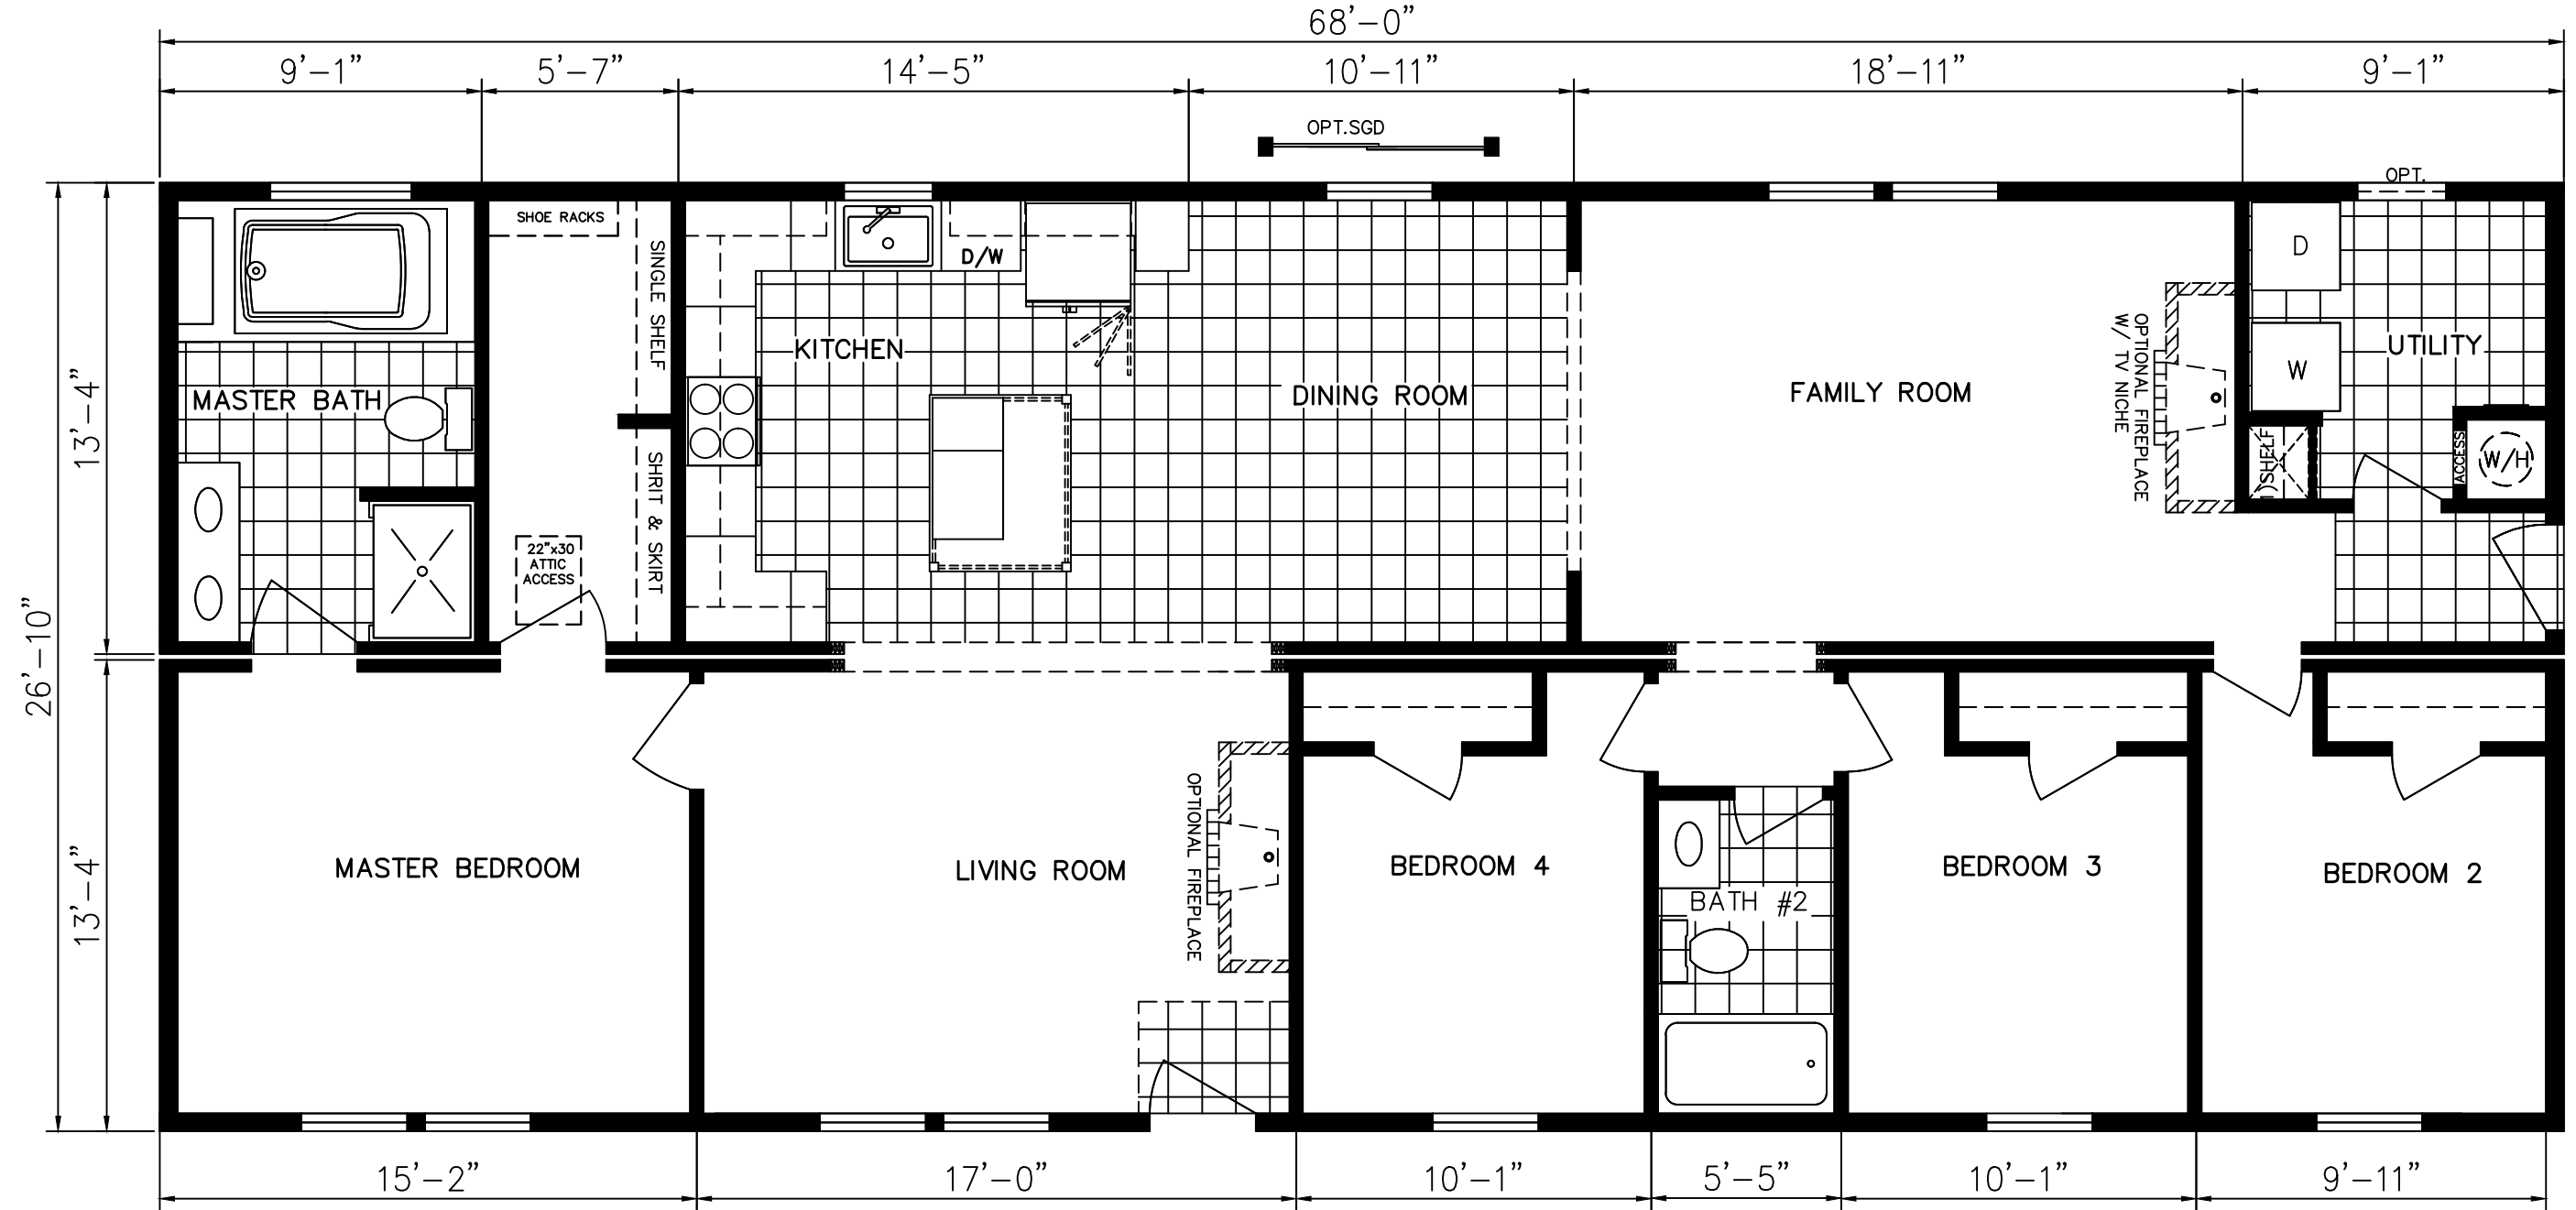 68'-0"
9'-1" 5'-7" 14'-5" 10'-11" 18'-11" 9'-1"
OPT.SGD
OPT.
SHOE RACKS
SINGLE SHELF
D/W
D
KITCHEN
UTILITY
W
MASTER BATH
DINING ROOM
FAMILY ROOM
OPTIONAL FIREPLACE
W/ TV NICHE
13'-4"
SHRIT & SKIRT
1)SHELF
ACCESS
W/H
22"x30
ATTIC
ACCESS
26'-10"
13'-4"
OPTIONAL FIREPLACE
MASTER BEDROOM
LIVING ROOM
BEDROOM 4
BATH #2
BEDROOM 3
BEDROOM 2
15'-2" 17'-0" 10'-1" 5'-5" 10'-1" 9'-11"